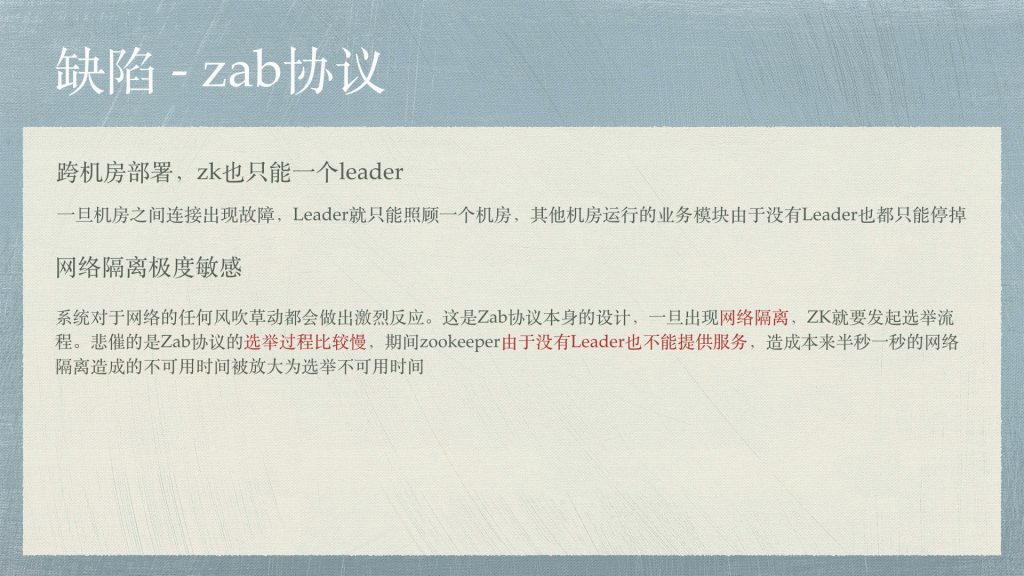 缺陷 - zab协议
跨机房部署，zk也只能一个leader
一旦机房之间连接出现故障，Leader就只能照顾一个机房，其他机房运行的业务模块由于没有Leader也都只能停掉
网络隔离极度敏感
系统对于网络的任何风吹草动都会做出激烈反应。这是Zab协议本身的设计，一旦出现网络隔离，ZK就要发起选举流
程。悲催的是Zab协议的选举过程比较慢，期间zookeeper由于没有Leader也不能提供服务，造成本来半秒一秒的网络
隔离造成的不可用时间被放大为选举不可用时间